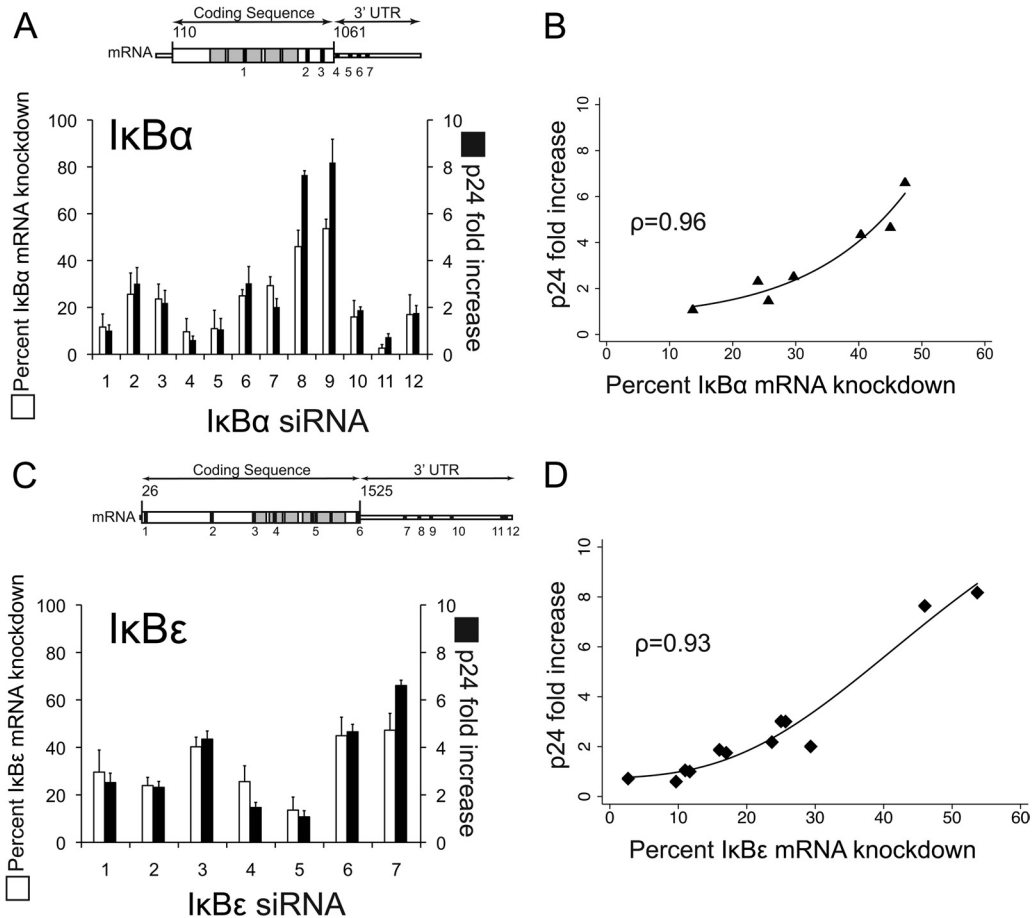 A
Coding Sequence
3' UTR
110
1061
mRNA
1 2 3 4 5 6 7
Percent IκBα mRNA knockdown
100
80
60
40
20
0
IκBα
10
8
6
4
2
0
p24 fold increase
1 2 3 4 5 6 7 8 9 10 11 12
IκBα siRNA
B
p24 fold increase
10
8
6
4
2
0
ρ=0.96
0 10 20 30 40 50 60
Percent IκBα mRNA knockdown
C
Coding Sequence
3' UTR
26
1525
mRNA
1 2 3 4 5 6 7 8 9 10 11 12
Percent IκBε mRNA knockdown
100
80
60
40
20
0
IκBε
10
8
6
4
2
0
p24 fold increase
1 2 3 4 5 6 7
IκBε siRNA
D
p24 fold increase
10
8
6
4
2
0
ρ=0.93
0 10 20 30 40 50 60
Percent IκBε mRNA knockdown